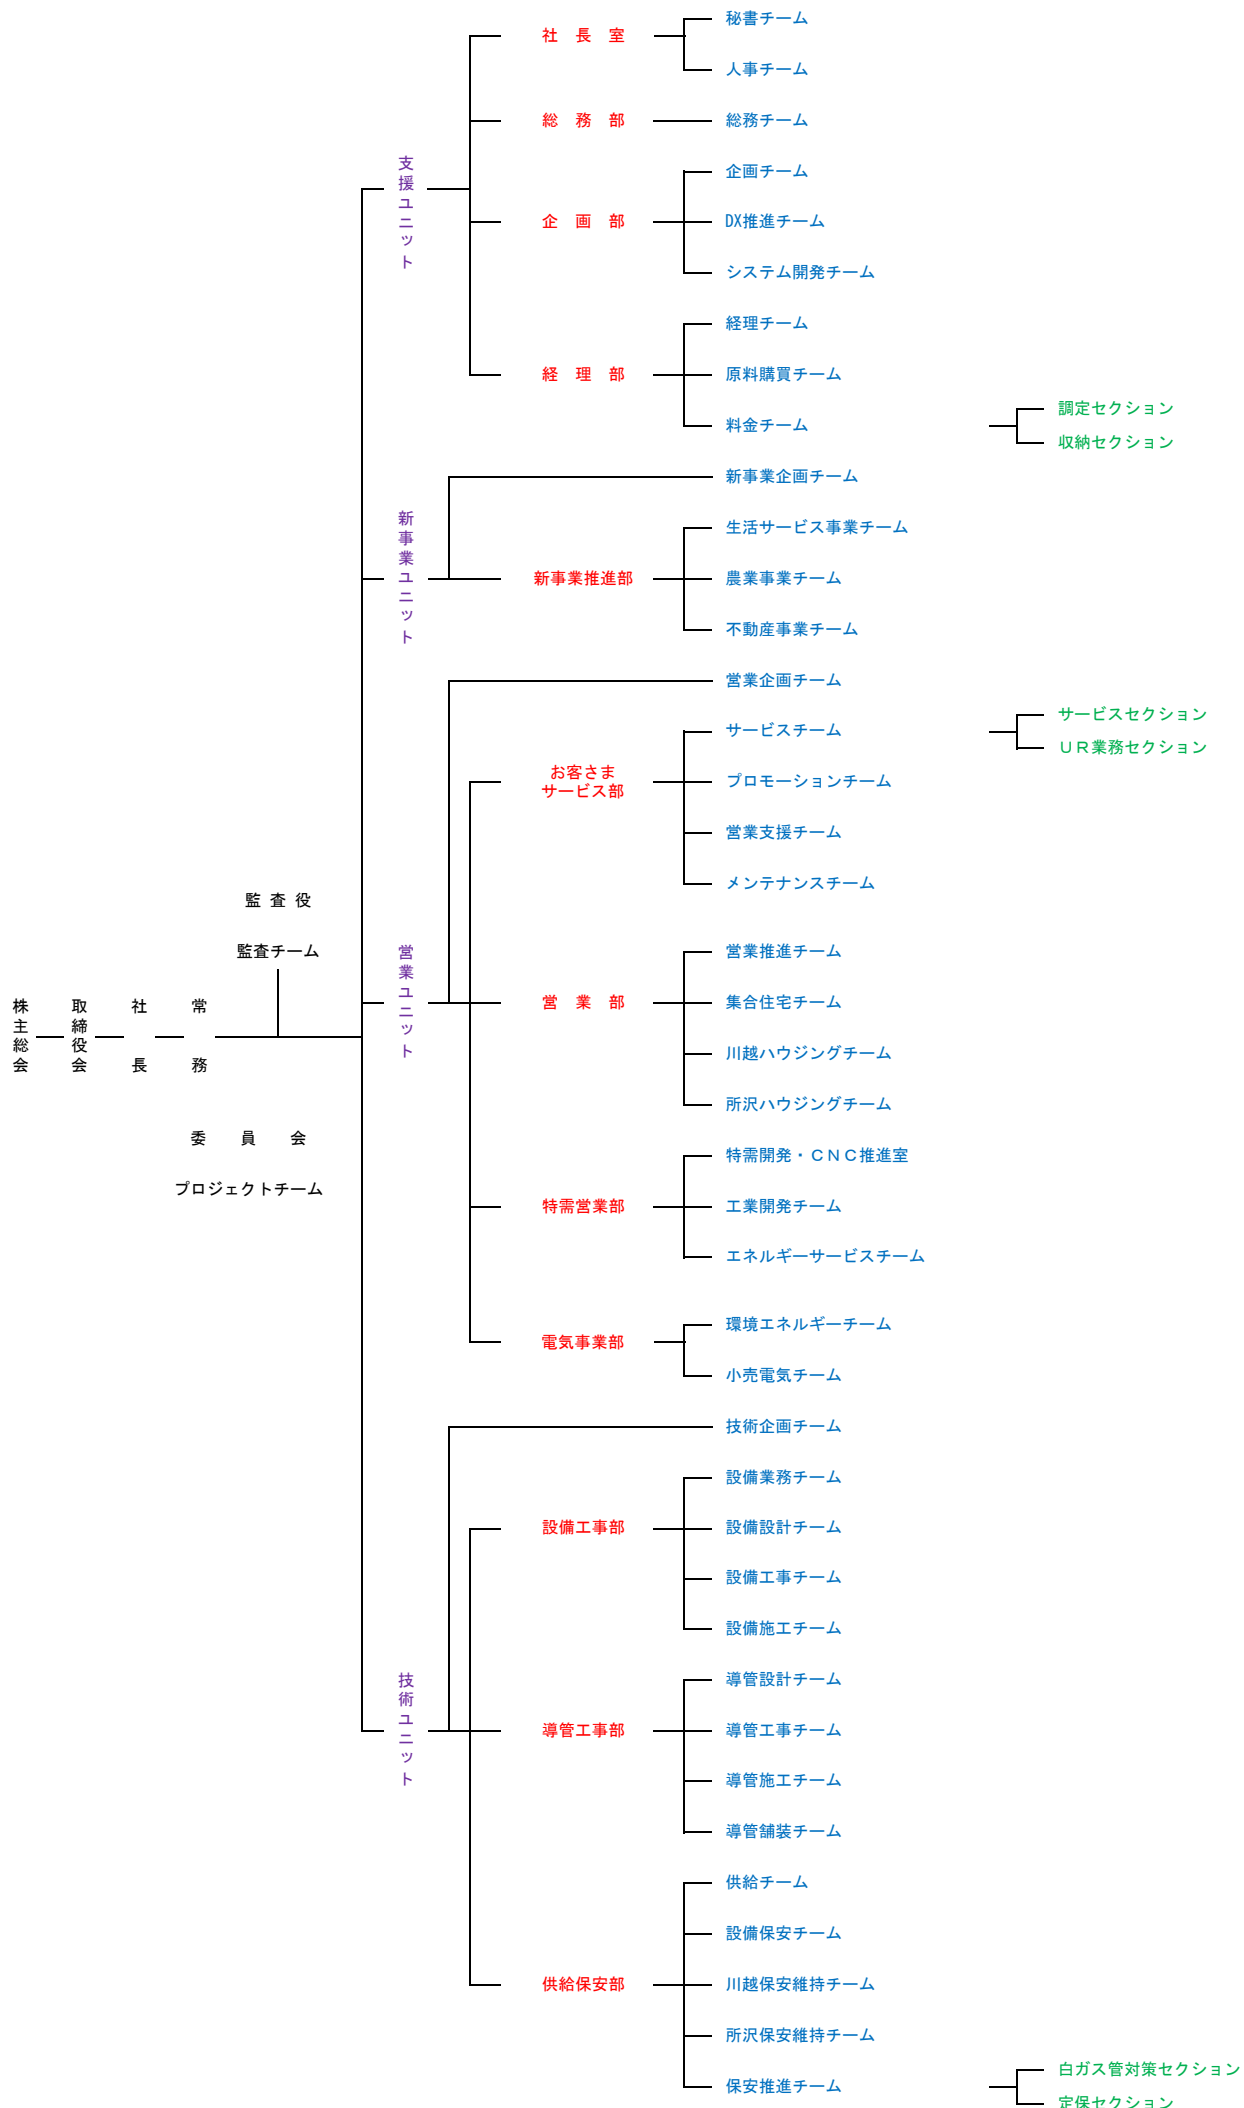 秘書チーム
社 長 室
人事チーム
総 務 部
総務チーム
支援ユニット
企画チーム
企 画 部
DX推進チーム
システム開発チーム
経理チーム
経 理 部
原料購買チーム
料金チーム
調定セクション
収納セクション
新事業企画チーム
新事業ユニット
生活サービス事業チーム
新事業推進部
農業事業チーム
不動産事業チーム
営業企画チーム
サービスチーム
サービスセクション
UR業務セクション
お客さま
サービス部
プロモーションチーム
営業支援チーム
メンテナンスチーム
監 査 役
監査チーム
営業ユニット
営業推進チーム
営 業 部
集合住宅チーム
川越ハウジングチーム
所沢ハウジングチーム
株主総会
取締役会
社 長
常 務
委 員 会
プロジェクトチーム
特需開発・CNC推進室
特需営業部
工業開発チーム
エネルギーサービスチーム
環境エネルギーチーム
電気事業部
小売電気チーム
技術企画チーム
設備業務チーム
設備工事部
設備設計チーム
設備工事チーム
設備施工チーム
技術ユニット
導管設計チーム
導管工事部
導管工事チーム
導管施工チーム
導管舗装チーム
供給チーム
設備保安チーム
供給保安部
川越保安維持チーム
所沢保安維持チーム
保安推進チーム
白ガス管対策セクション
定保セクション